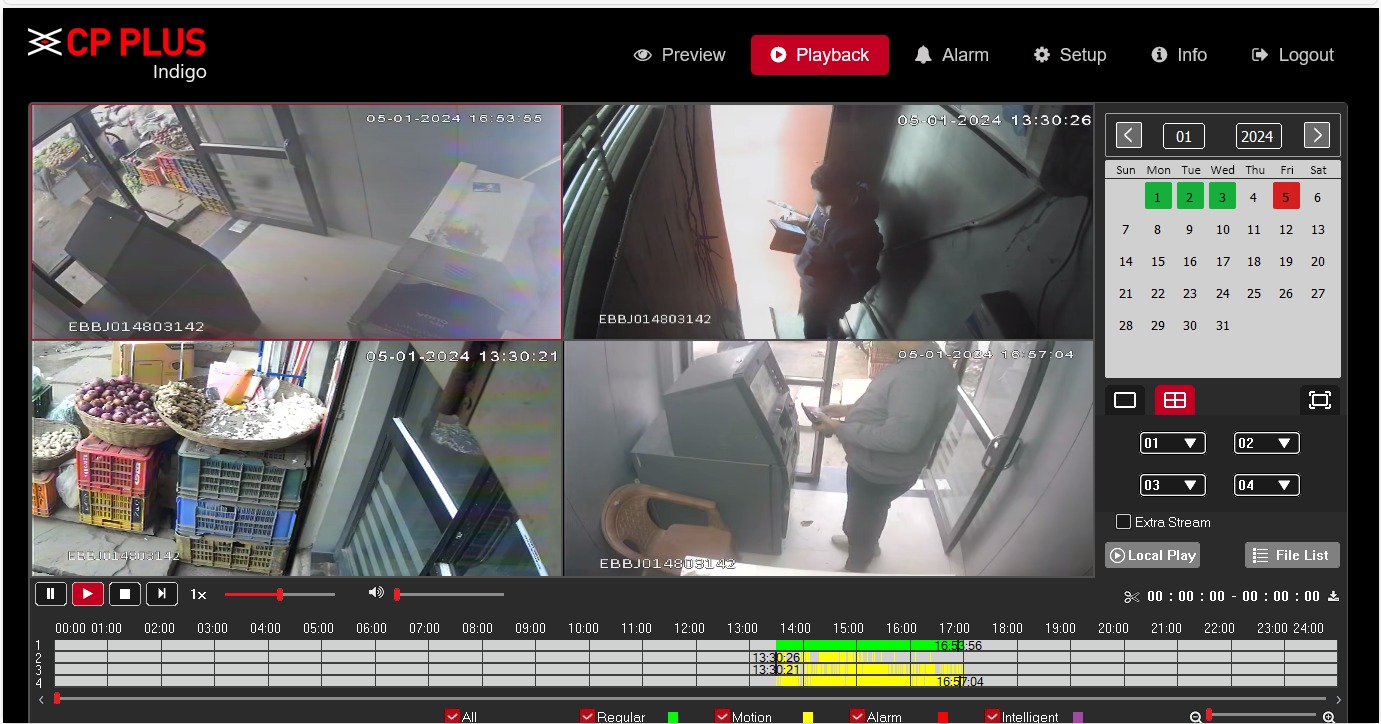 CP PLUS
Indigo
Preview
Playback
Alarm
Setup
Info
Logout
05-01-2024 16:53:55
EBBJ014803142
05-01-2024 13:30:26
EBBJ014803142
05-01-2024 13:30:21
EBBJ014803142
05-01-2024 16:57:04
EBBJ014803142
01 2024
Sun Mon Tue Wed Thu Fri Sat
1 2 3 4 5 6
7 8 9 10 11 12 13
14 15 16 17 18 19 20
21 22 23 24 25 26 27
28 29 30 31
01 02
03 04
Extra Stream
Local Play File List
1x
00 : 00 : 00 - 00 : 00 : 00
00:00 01:00 02:00 03:00 04:00 05:00 06:00 07:00 08:00 09:00 10:00 11:00 12:00 13:00 14:00 15:00 16:00 17:00 18:00 19:00 20:00 21:00 22:00 23:00 24:00
1 16:53:56
2 13:30:26
3 13:30:21
4 16:57:04
All Regular Motion Alarm Intelligent